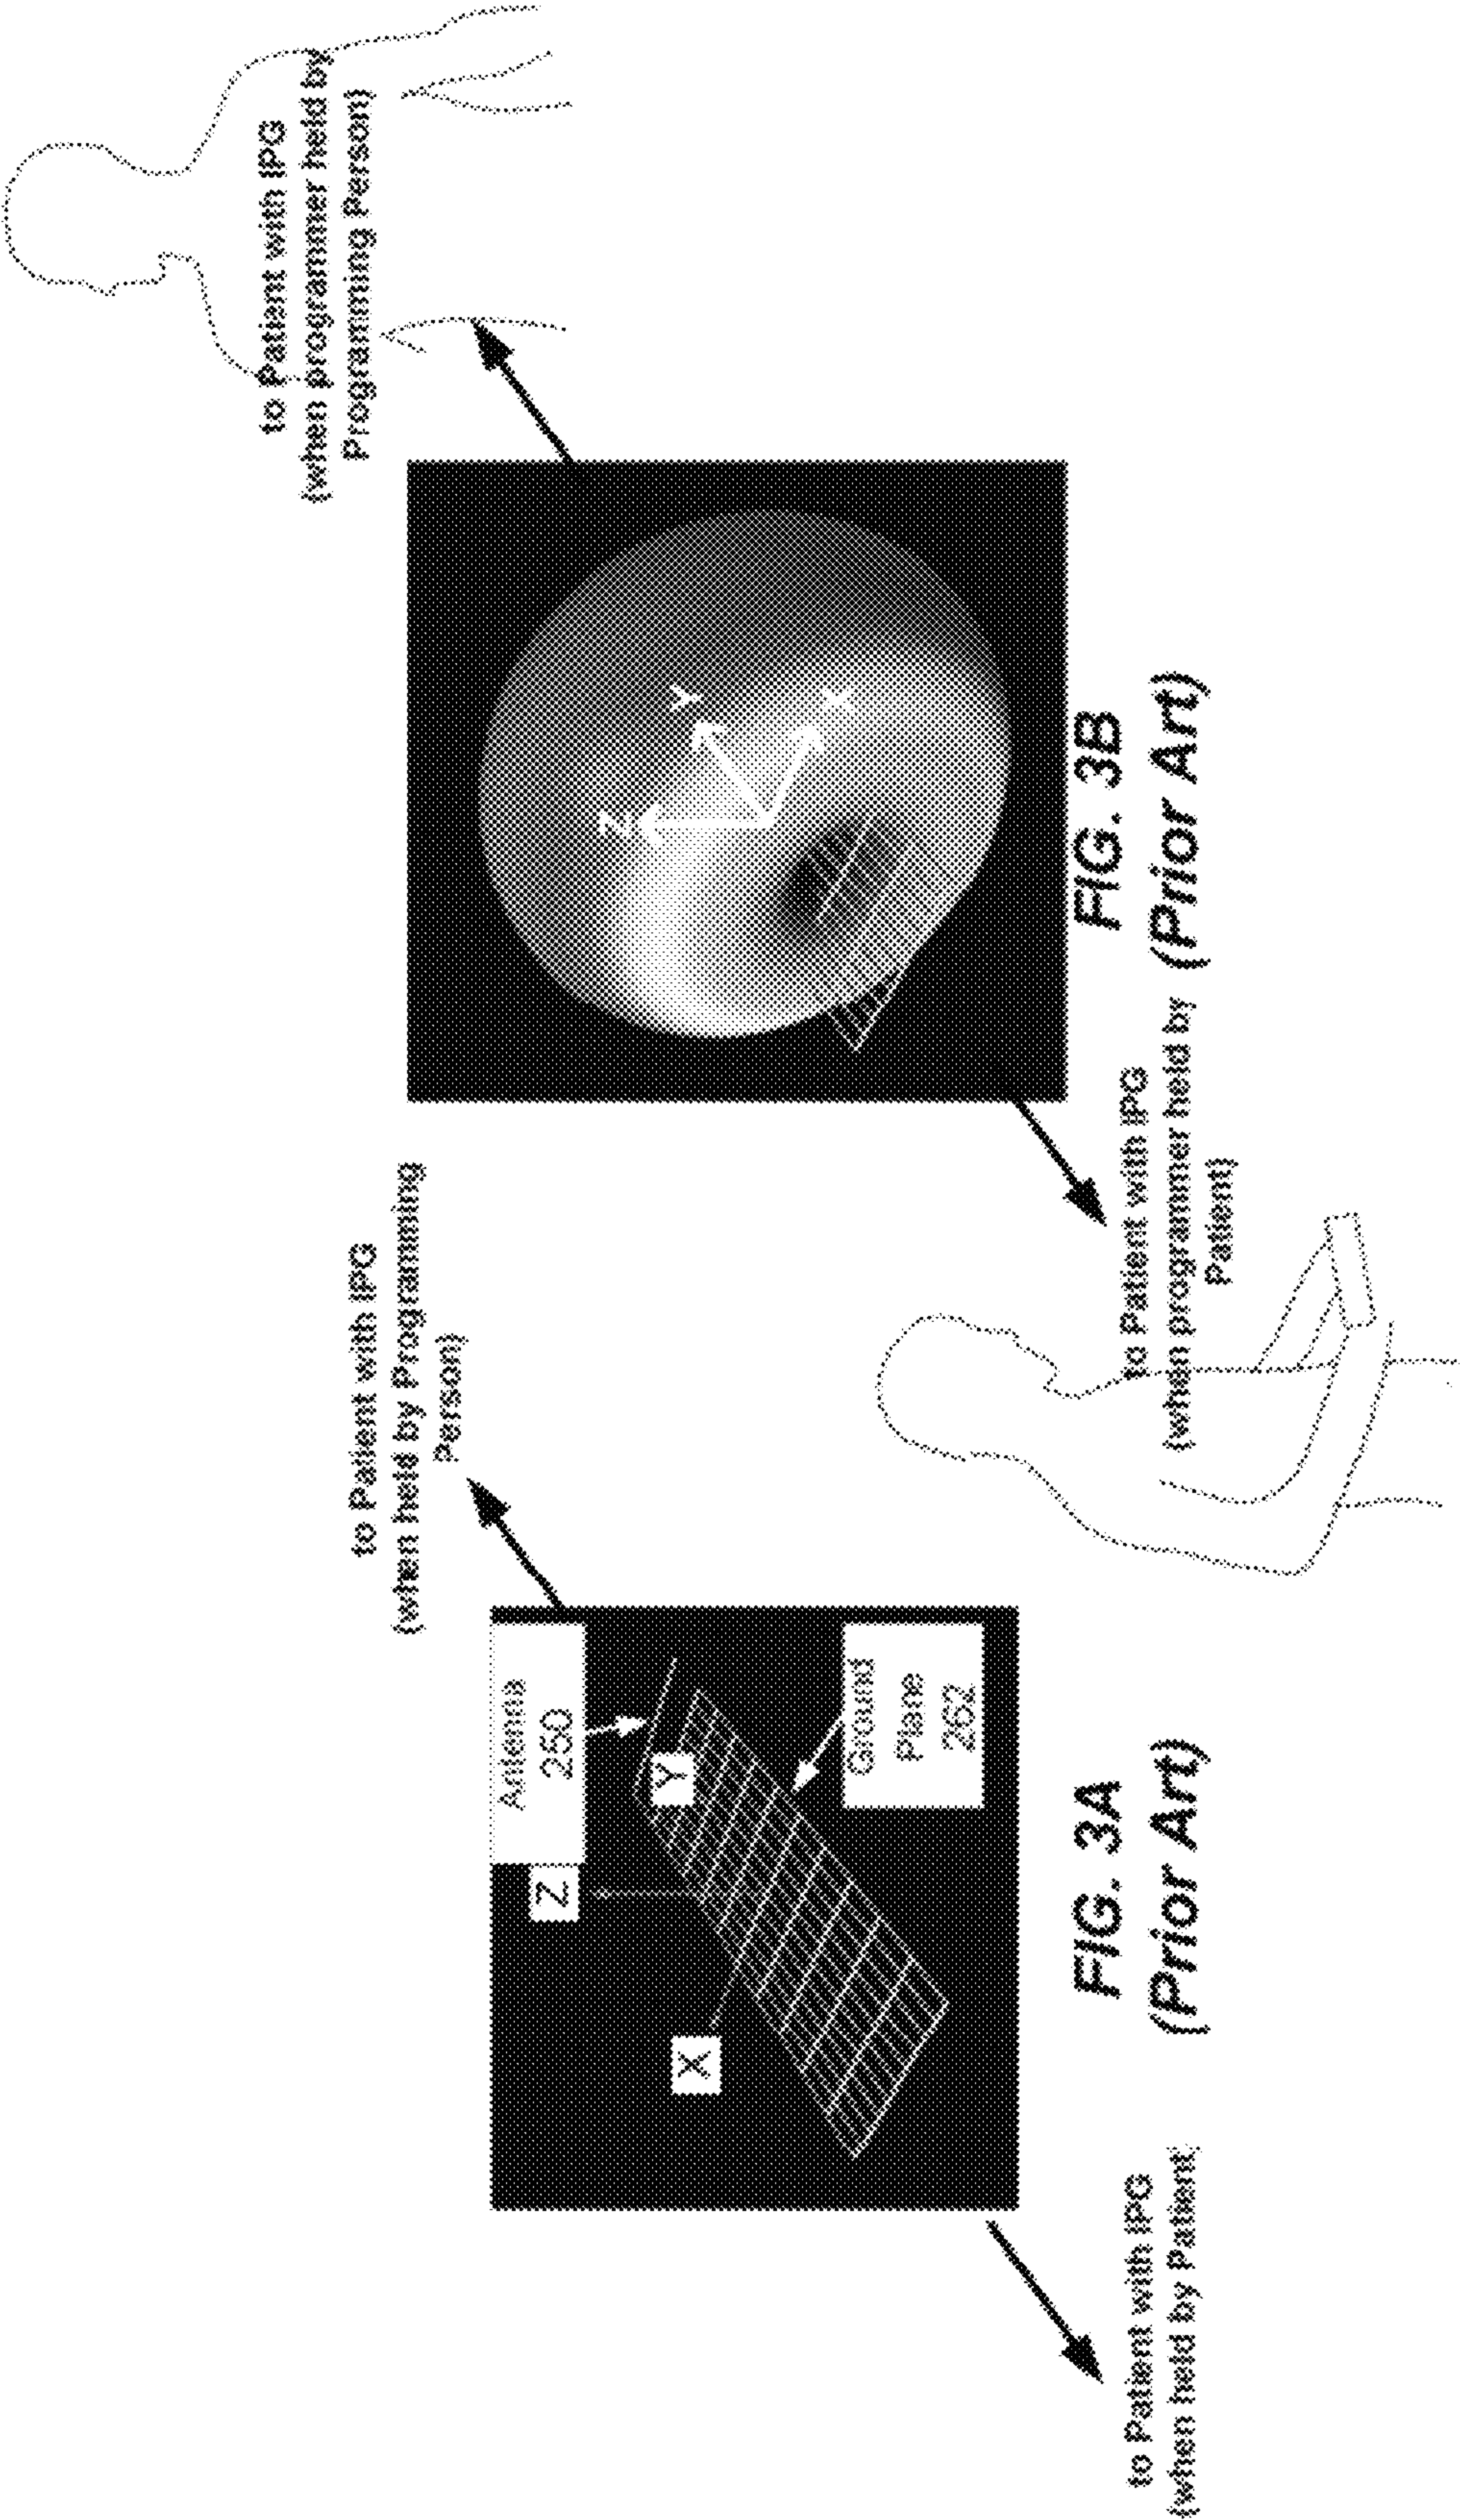 to Patient with IPG
(when held by Patient
Antenna
250
Z
X
Y
Ground
Plane
262
to Patient with IPG
(when held by Programming
Person)
FIG. 3A
(Prior Art)
to Patient with IPG
(when programmer held by
Patient)
Z
Y
X
to Patient with IPG
(when programmer held by
Programming Person)
FIG. 3B
(Prior Art)